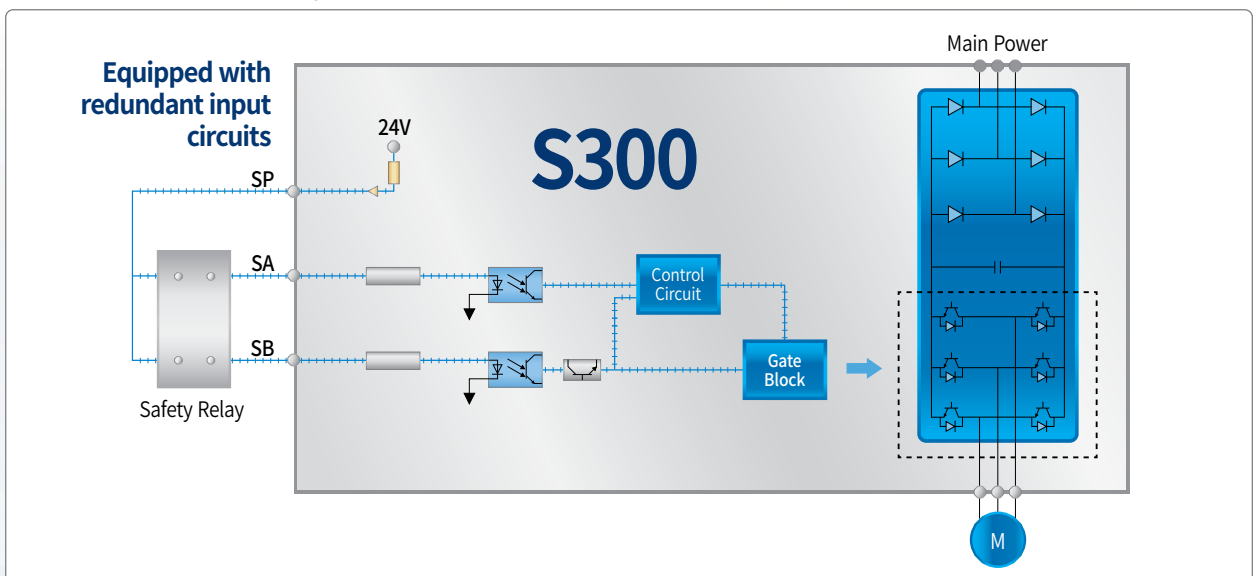 Main Power
Equipped with
redundant input
circuits
24V
S300
SP
SA
Control
Circuit
SB
Gate
Block
Safety Relay
M